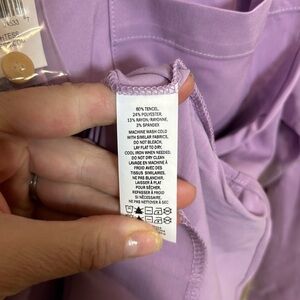 60% TENCEL
24% POLYESTER
13% RAYON/RAYONNE
3% SPANDEX
MACHINE WASH COLD
WITH SIMILAR FABRICS.
DO NOT BLEACH,
LAY FLAT TO DRY.
COOL IRON WHEN NEEDED.
DO NOT DRY CLEAN
LAVAGE EN MACHINE À
FROID AVEC DES
TISSUS SIMILAIRES.
NE PAS BLANCHIR.
LAISSER À PLAT
POUR SÉCHER.
REPASSER À FROID
SI NÉCESSAIRE.
NE PAS NETTOYER À SEC